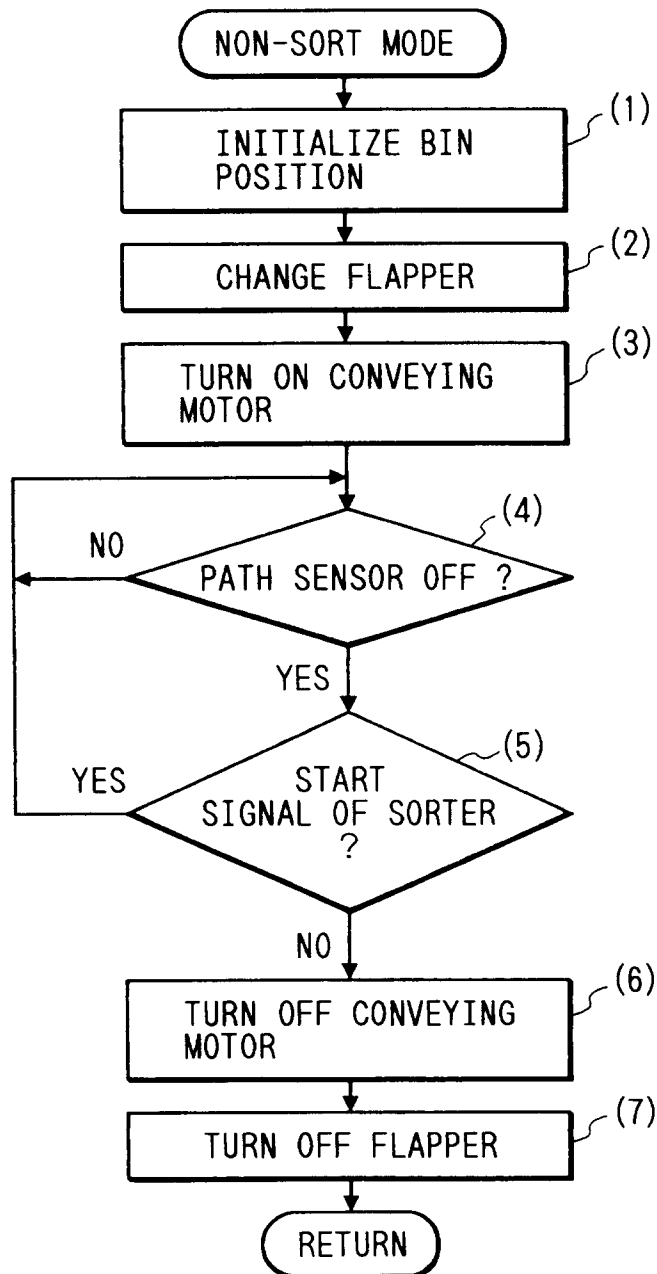 NON-SORT MODE
(1)
INITIALIZE BIN
POSITION
(2)
CHANGE FLAPPER
(3)
TURN ON CONVEYING
MOTOR
(4)
NO
PATH SENSOR OFF ?
YES
(5)
YES
START
SIGNAL OF SORTER
?
NO
(6)
TURN OFF CONVEYING
MOTOR
(7)
TURN OFF FLAPPER
RETURN